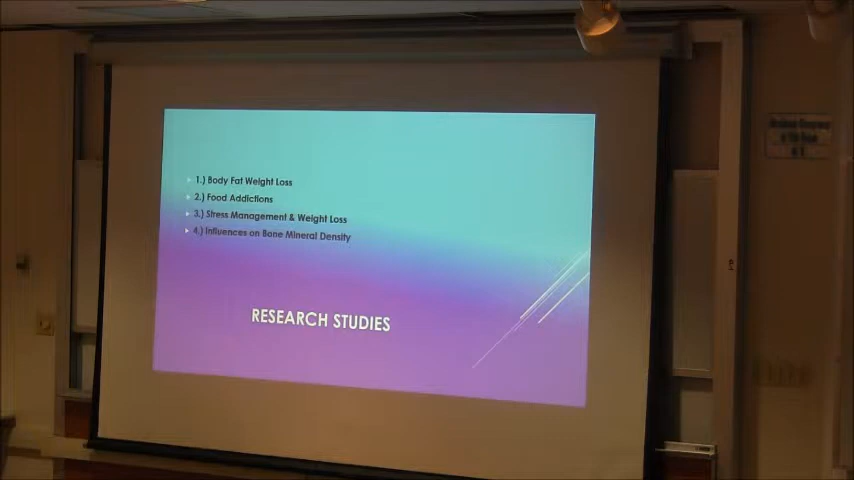 1.) Body Fat Weight Loss
2.) Food Addictions
3.) Stress Management & Weight Loss
4.) Influences on Bone Mineral Density
RESEARCH STUDIES